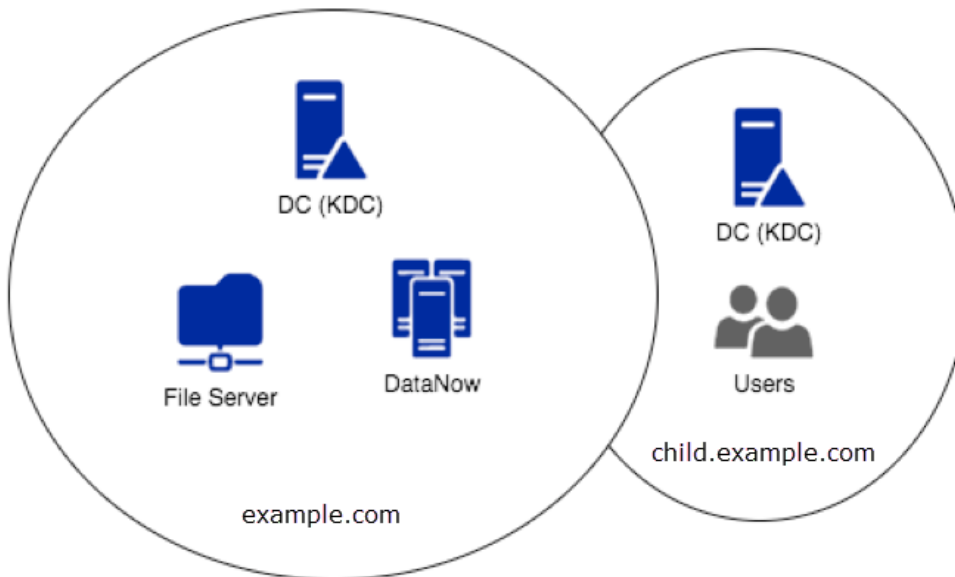 DC (KDC)
File Server
DataNow
example.com
DC (KDC)
Users
child.example.com